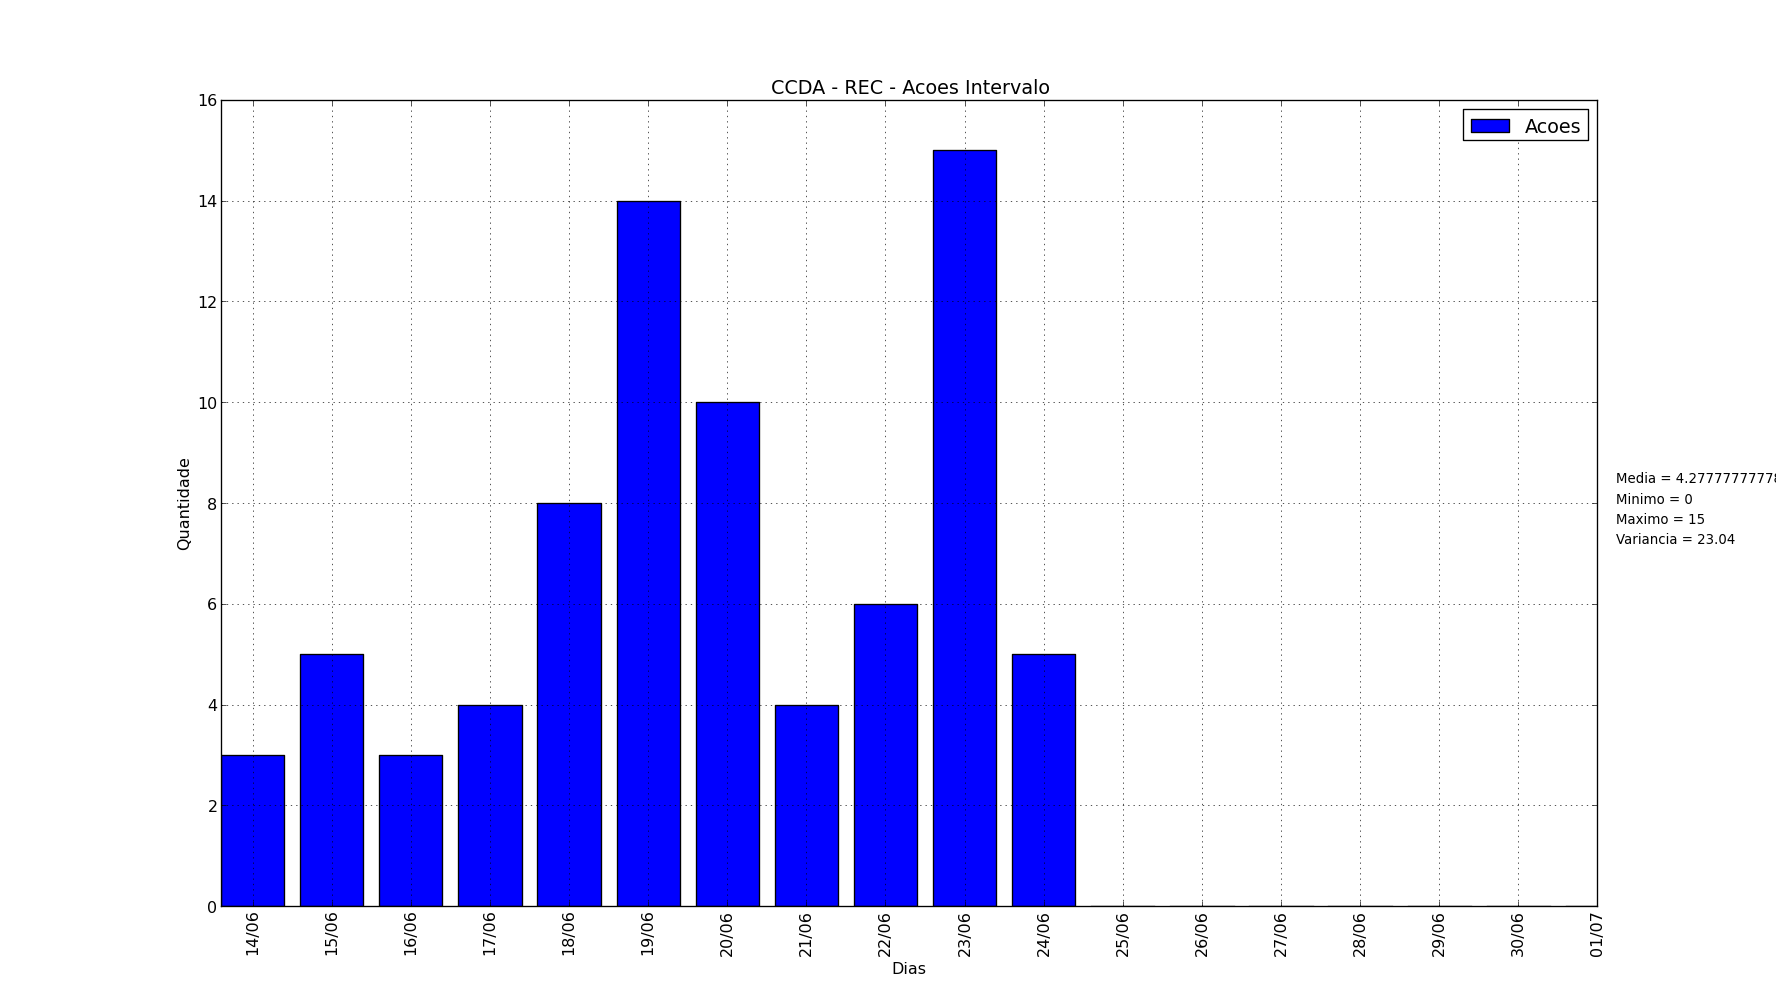 CCDA - REC - Acoes Intervalo
Acoes
16
14
12
10
8
6
4
2
0
Quantidade
14/06 15/06 16/06 17/06 18/06 19/06 20/06 21/06 22/06 23/06 24/06 25/06 26/06 27/06 28/06 29/06 30/06 01/07
Dias
Media = 4.27777777778
Minimo = 0
Maximo = 15
Variancia = 23.04